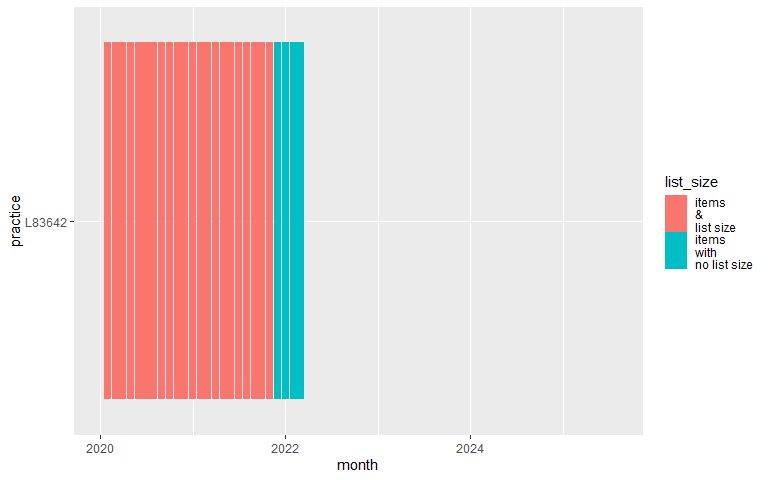 practice
L83642
2020
2022
2024
month
list_size
items
&
list size
items
with
no list size